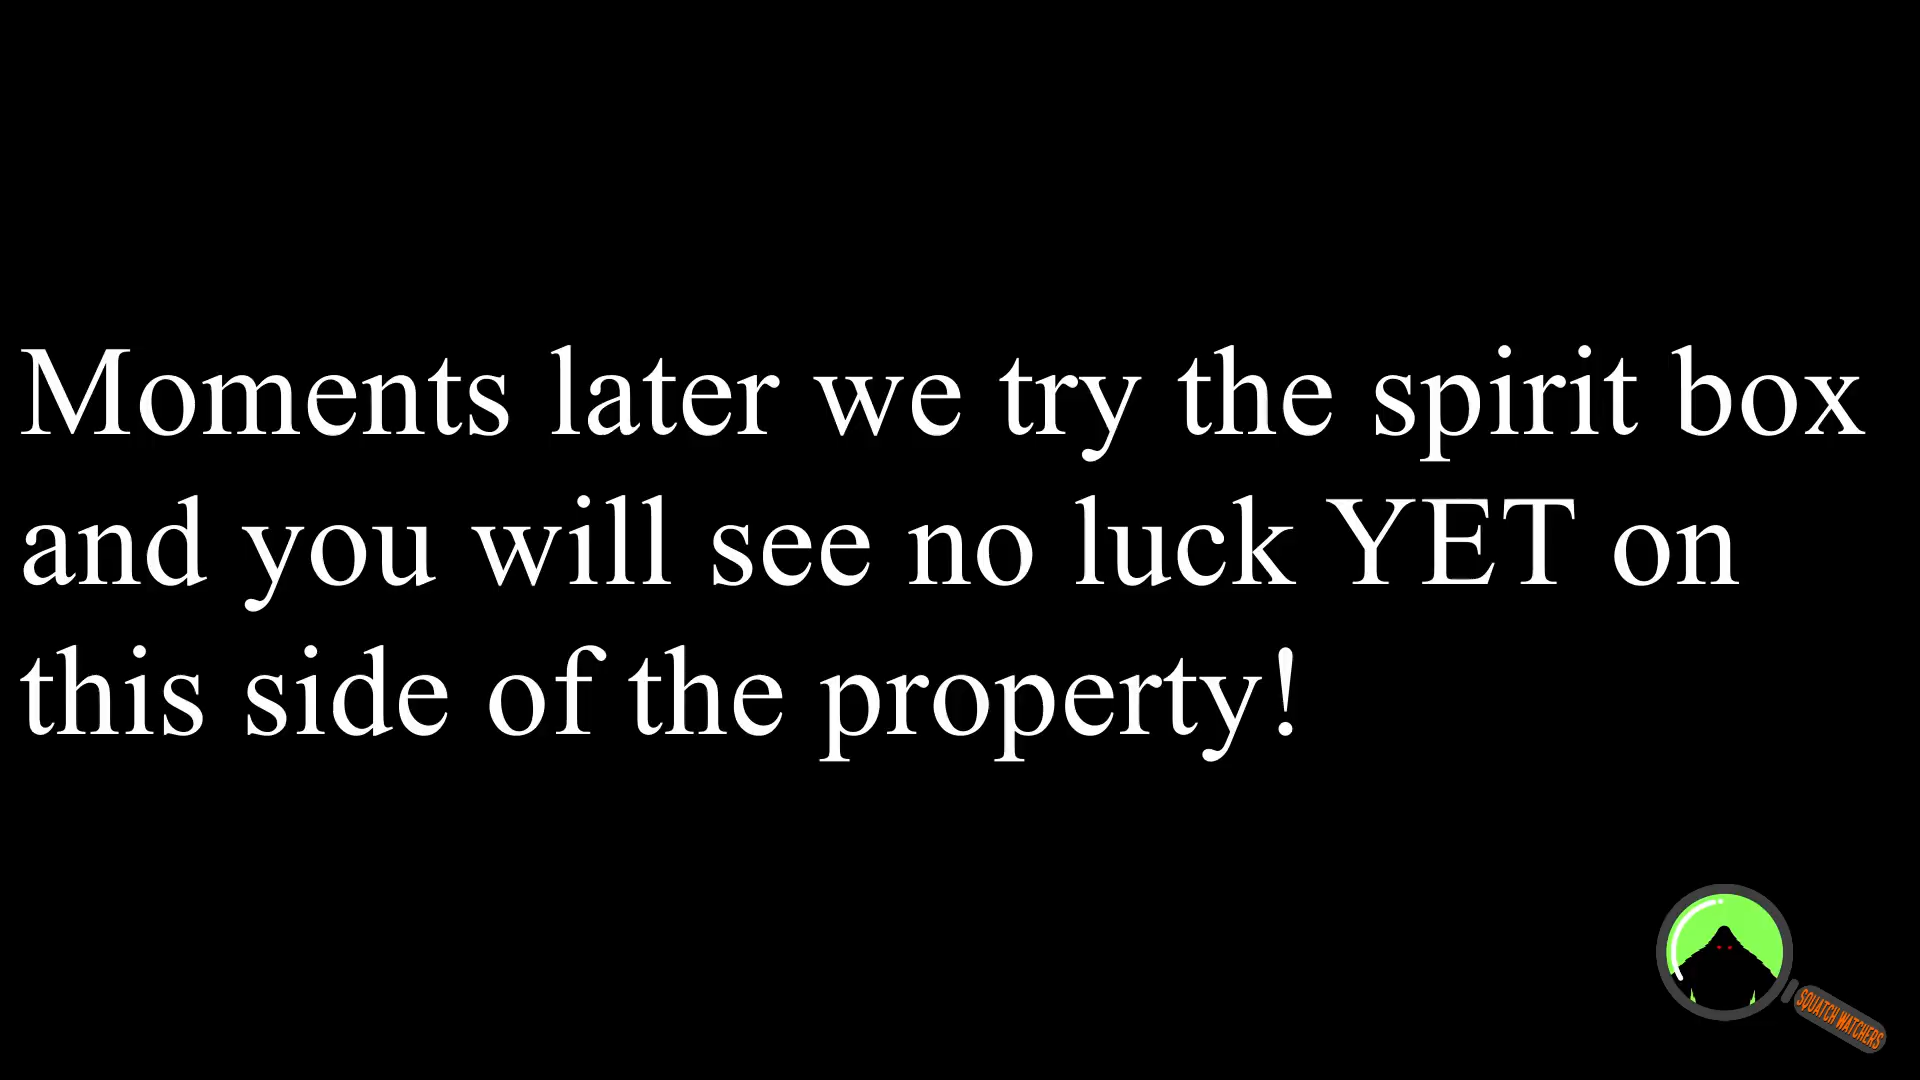 Moments later we try the spirit box
and you will see no luck YET on
this side of the property!
SQUATCH WATCHERS